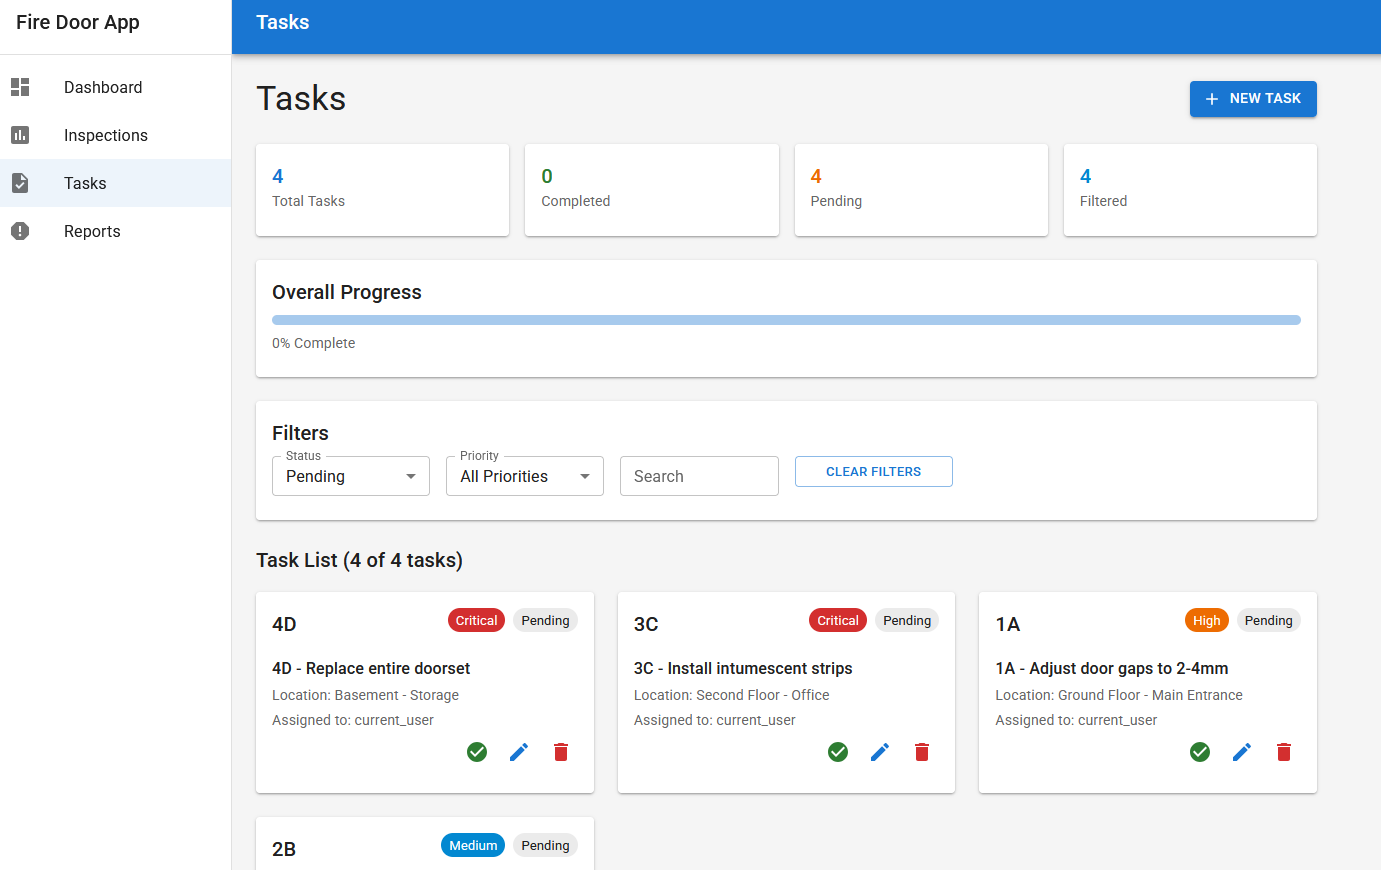 Fire Door App
Tasks
Dashboard
Inspections
Tasks
Reports
Tasks
NEW TASK
4
Total Tasks
0
Completed
4
Pending
4
Filtered
Overall Progress
0% Complete
Filters
Status
Pending
Priority
All Priorities
Search
CLEAR FILTERS
Task List (4 of 4 tasks)
4D
Critical
Pending
4D - Replace entire doorset
Location: Basement - Storage
Assigned to: current_user
3C
Critical
Pending
3C - Install intumescent strips
Location: Second Floor - Office
Assigned to: current_user
1A
High
Pending
1A - Adjust door gaps to 2-4mm
Location: Ground Floor - Main Entrance
Assigned to: current_user
2B
Medium
Pending